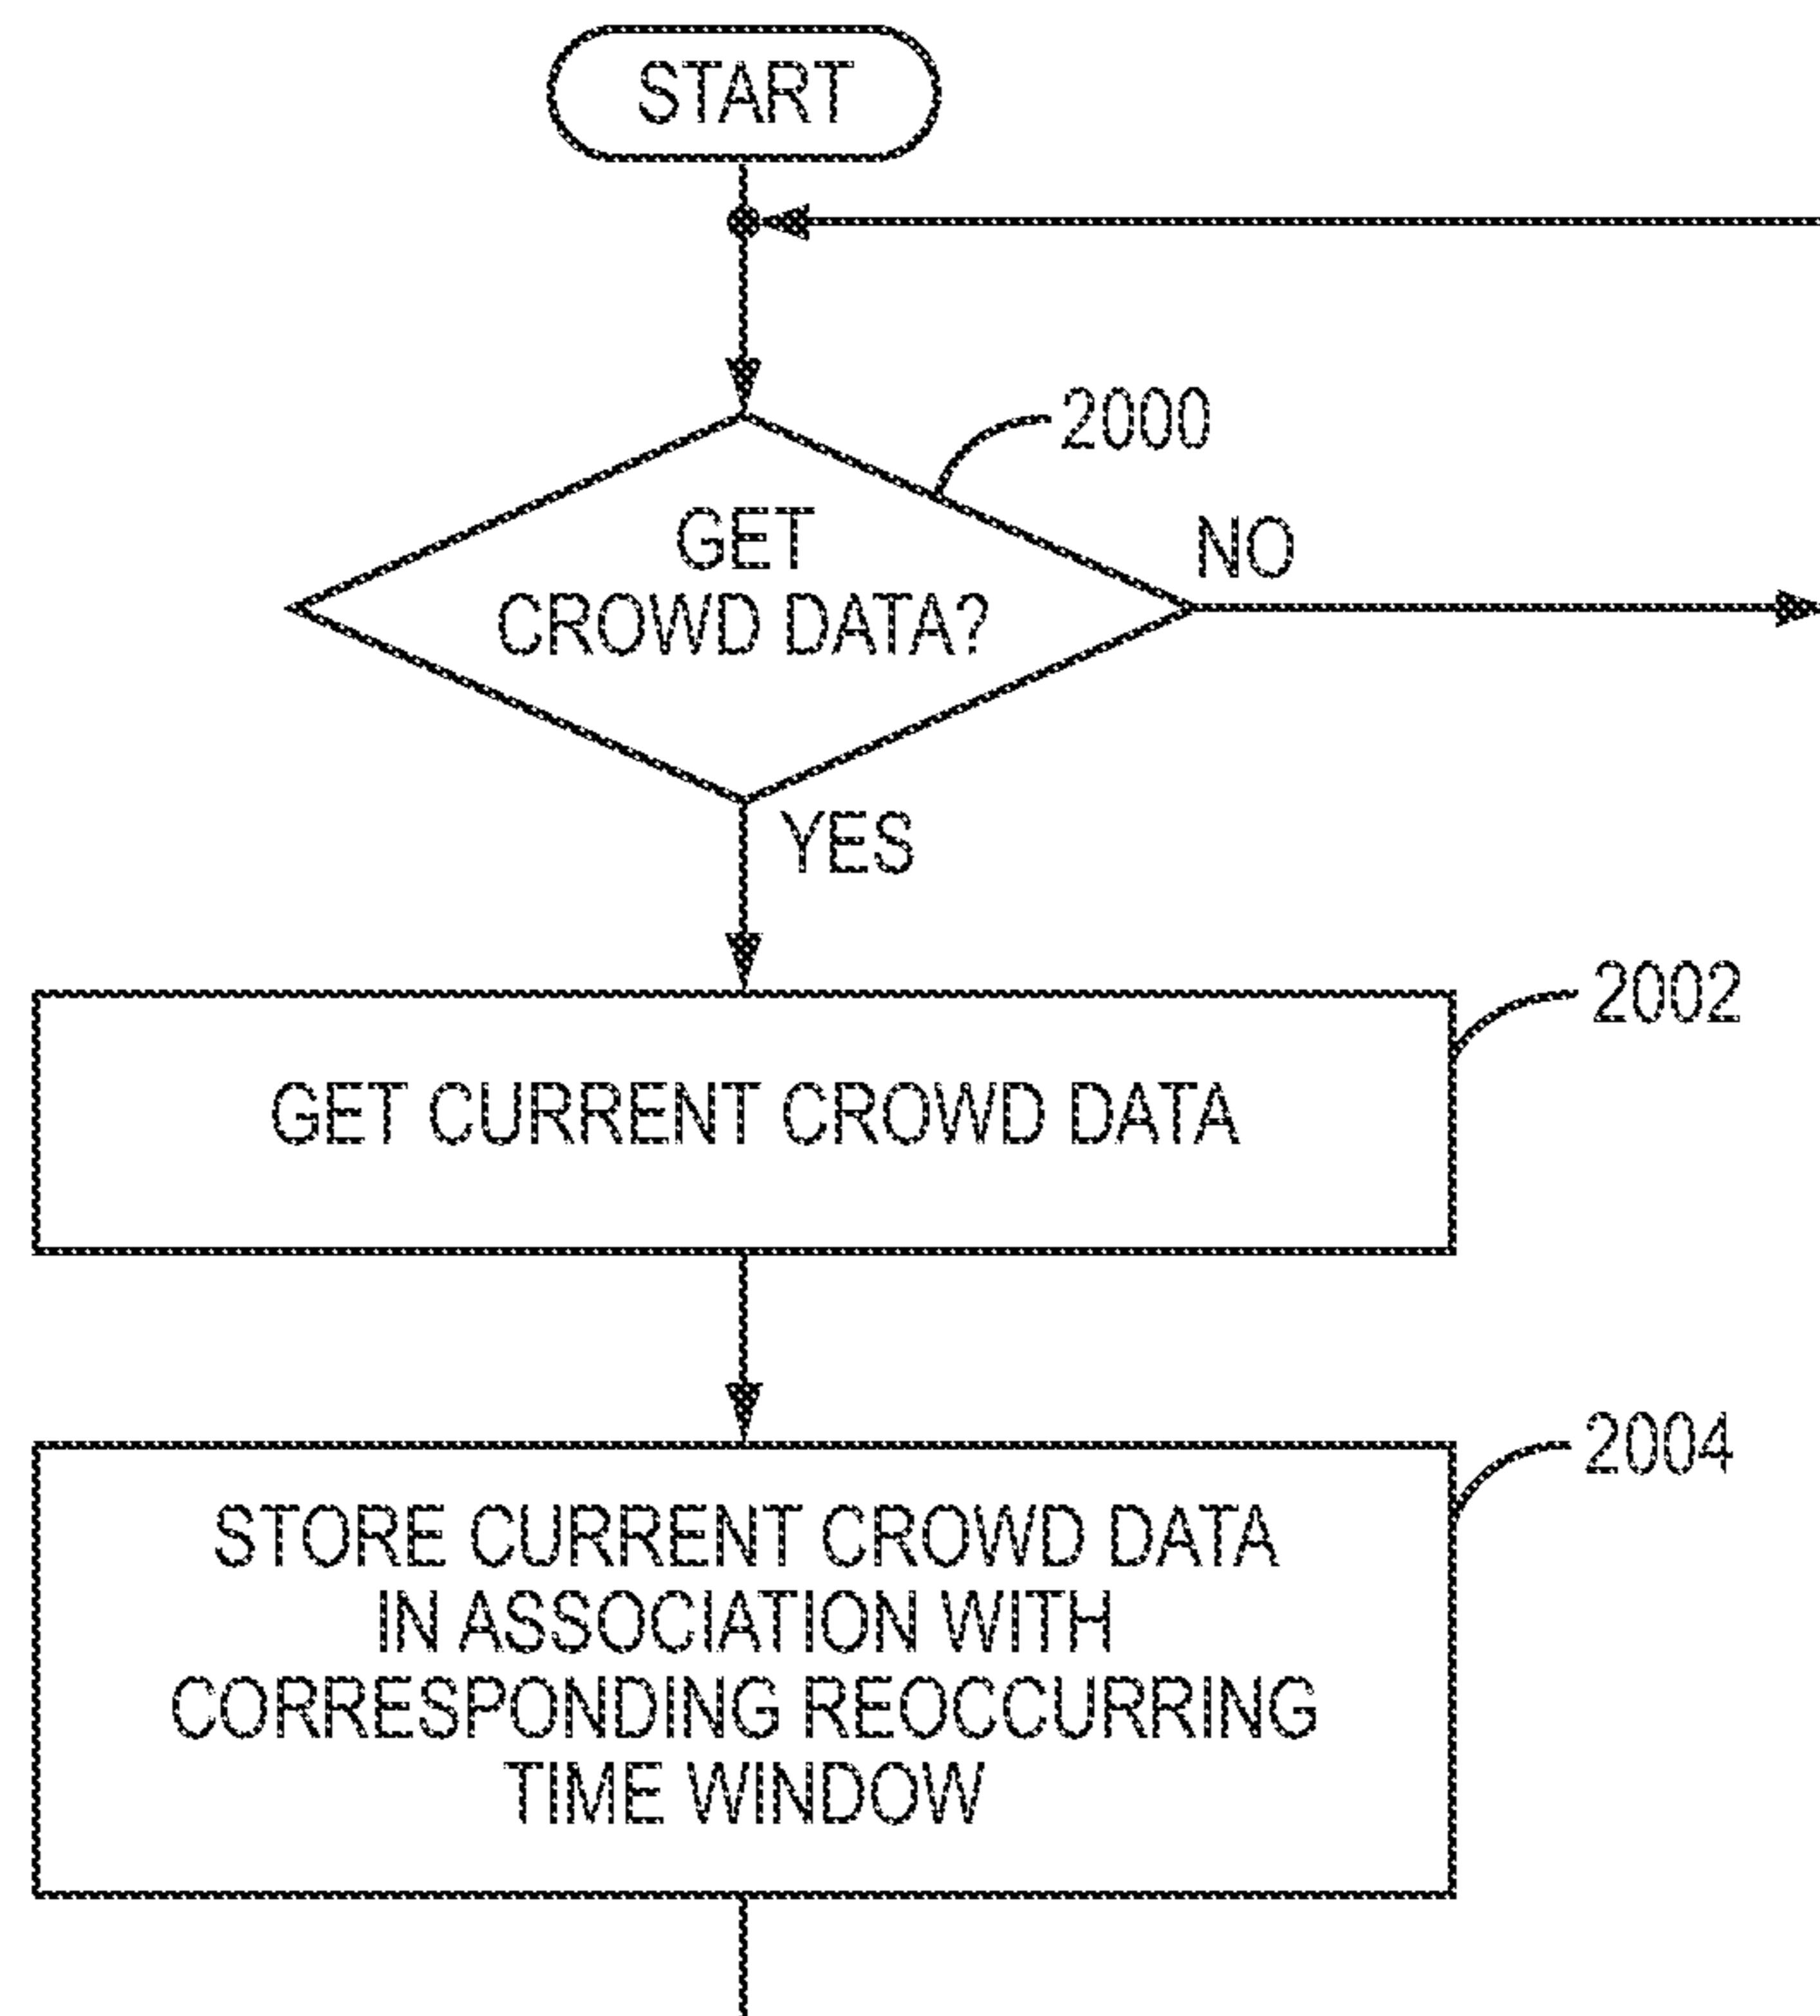 START
2000
GET
CROWD DATA?
NO
YES
2002
GET CURRENT CROWD DATA
2004
STORE CURRENT CROWD DATA
IN ASSOCIATION WITH
CORRESPONDING REOCCURRING
TIME WINDOW